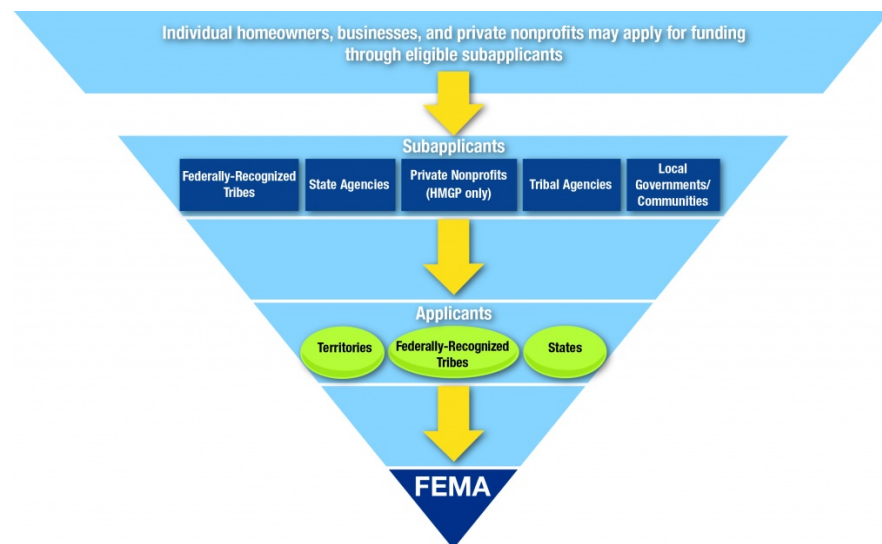 Individual homeowners, businesses, and private nonprofits may apply for funding
through eligible subapplicants
Subapplicants
Federally-Recognized
Tribes
State Agencies
Private Nonprofits
(HMGP only)
Tribal Agencies
Local
Governments/
Communities
Applicants
Territories
Federally-Recognized
Tribes
States
FEMA